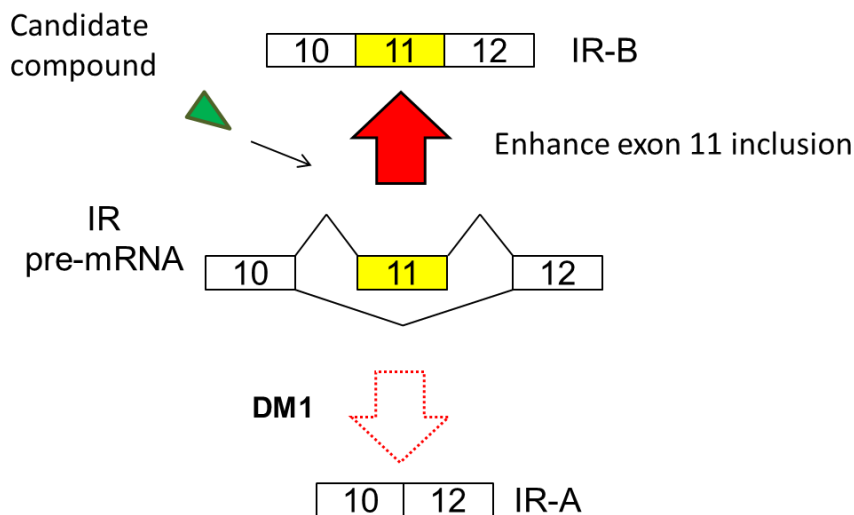 Candidate
compound
10 11 12 IR-B
Enhance exon 11 inclusion
IR
pre-mRNA
10 11 12
DM1
10 12 IR-A